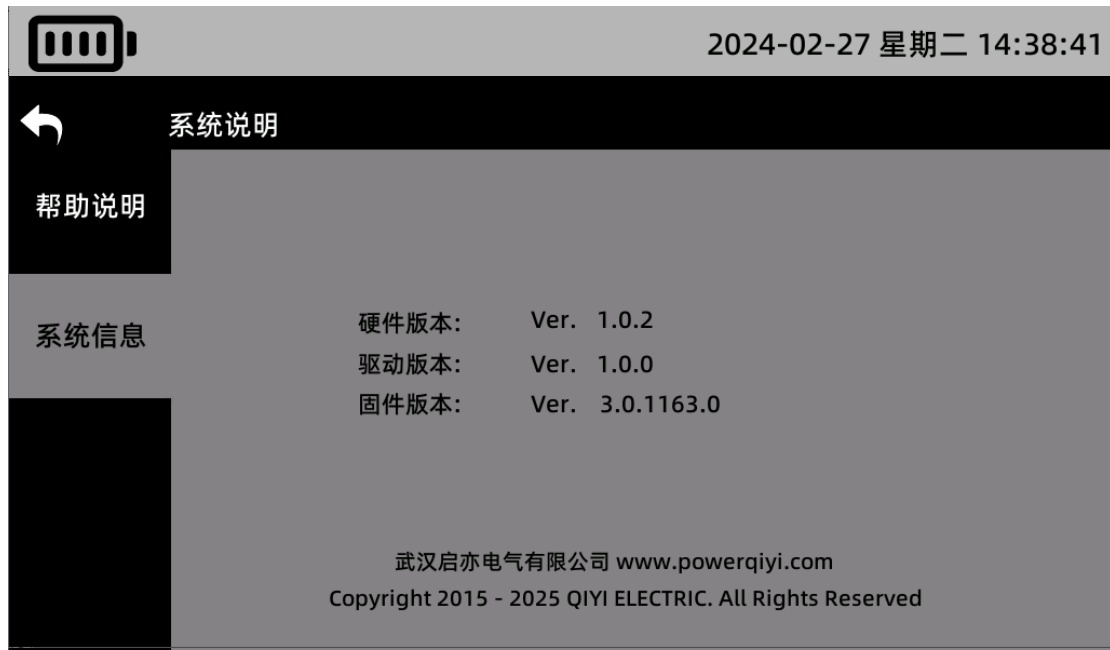 2024-02-27 星期二 14:38:41
系统说明
帮助说明
系统信息
硬件版本: Ver. 1.0.2
驱动版本: Ver. 1.0.0
固件版本: Ver. 3.0.1163.0
武汉启亦电气有限公司 www.powerqiyi.com
Copyright 2015 - 2025 QIYI ELECTRIC. All Rights Reserved